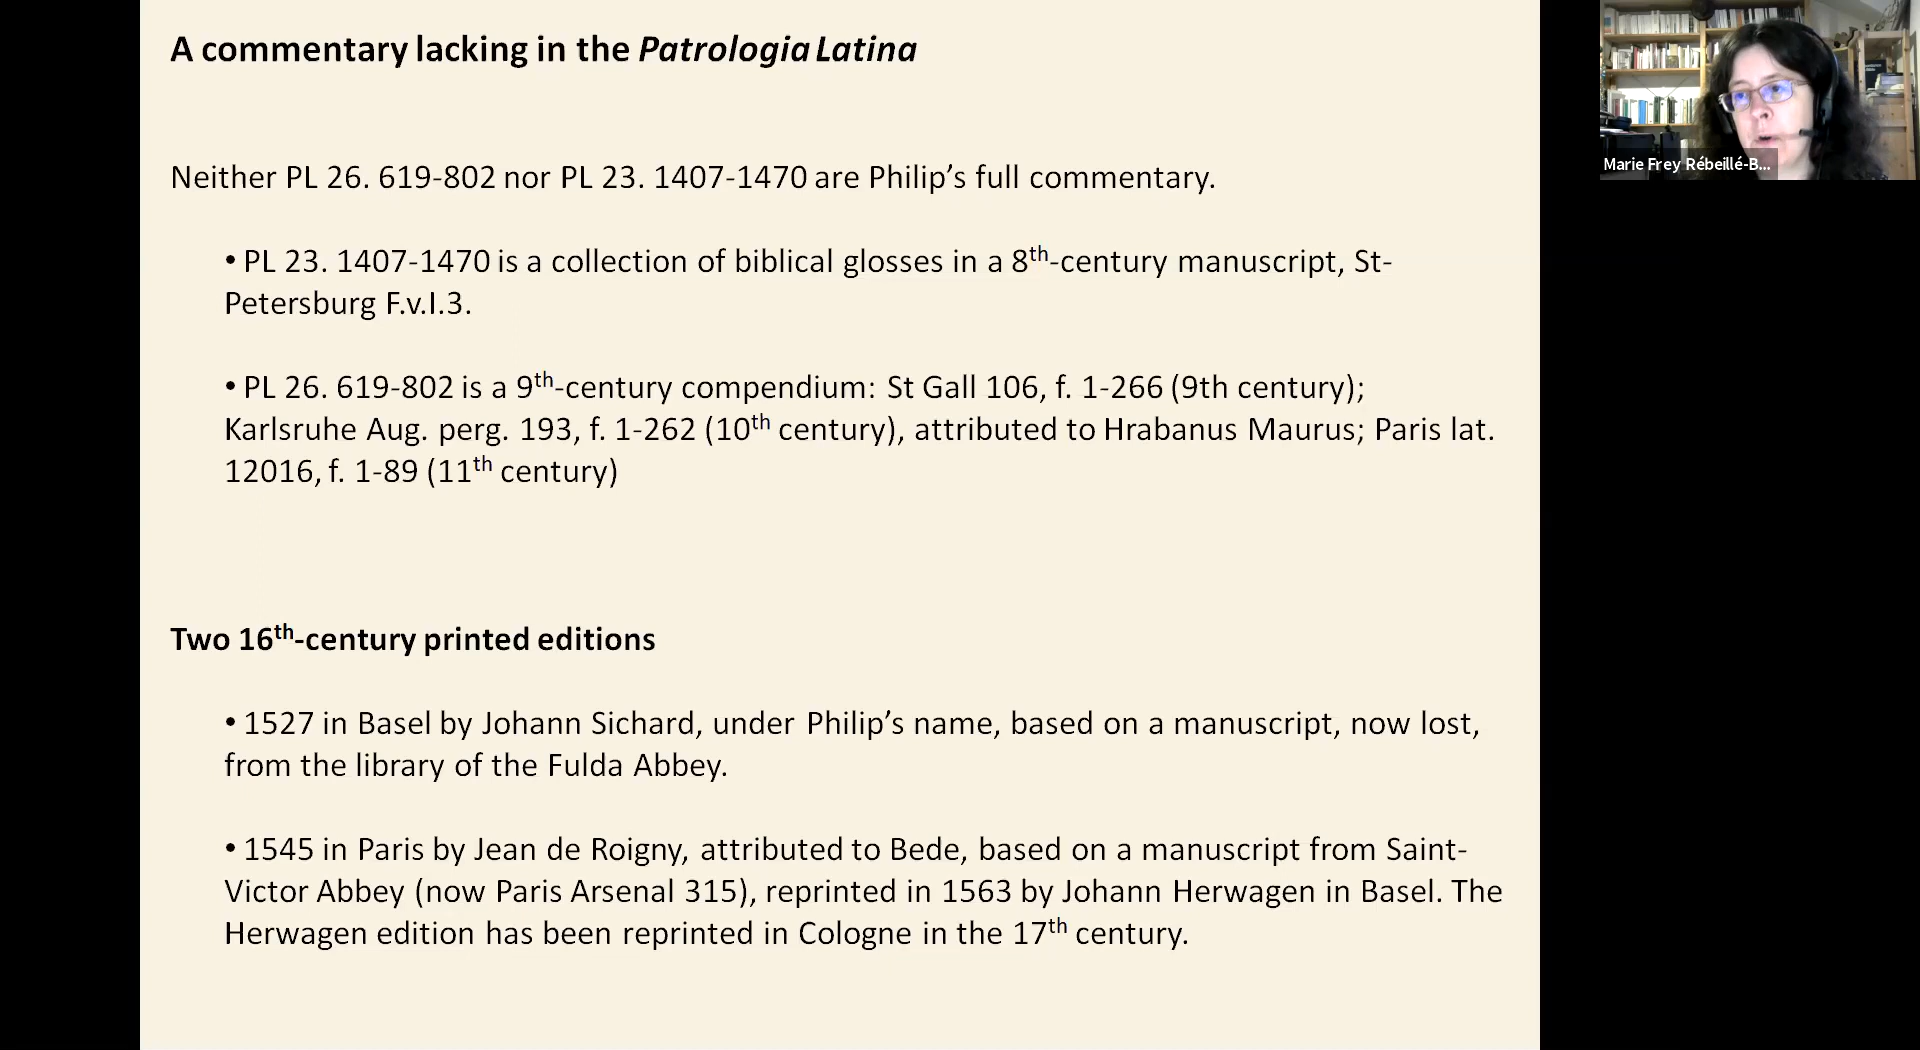 A commentary lacking in the Patrologia Latina
Neither PL 26. 619-802 nor PL 23. 1407-1470 are Philip’s full commentary.
• PL 23. 1407-1470 is a collection of biblical glosses in a 8th-century manuscript, St-
Petersburg F.v.I.3.
• PL 26. 619-802 is a 9th-century compendium: St Gall 106, f. 1-266 (9th century);
Karlsruhe Aug. perg. 193, f. 1-262 (10th century), attributed to Hrabanus Maurus; Paris lat.
12016, f. 1-89 (11th century)
Two 16th-century printed editions
• 1527 in Basel by Johann Sichard, under Philip’s name, based on a manuscript, now lost,
from the library of the Fulda Abbey.
• 1545 in Paris by Jean de Roigny, attributed to Bede, based on a manuscript from Saint-
Victor Abbey (now Paris Arsenal 315), reprinted in 1563 by Johann Herwagen in Basel. The
Herwagen edition has been reprinted in Cologne in the 17th century.
Marie Frey Rébeillé-B...